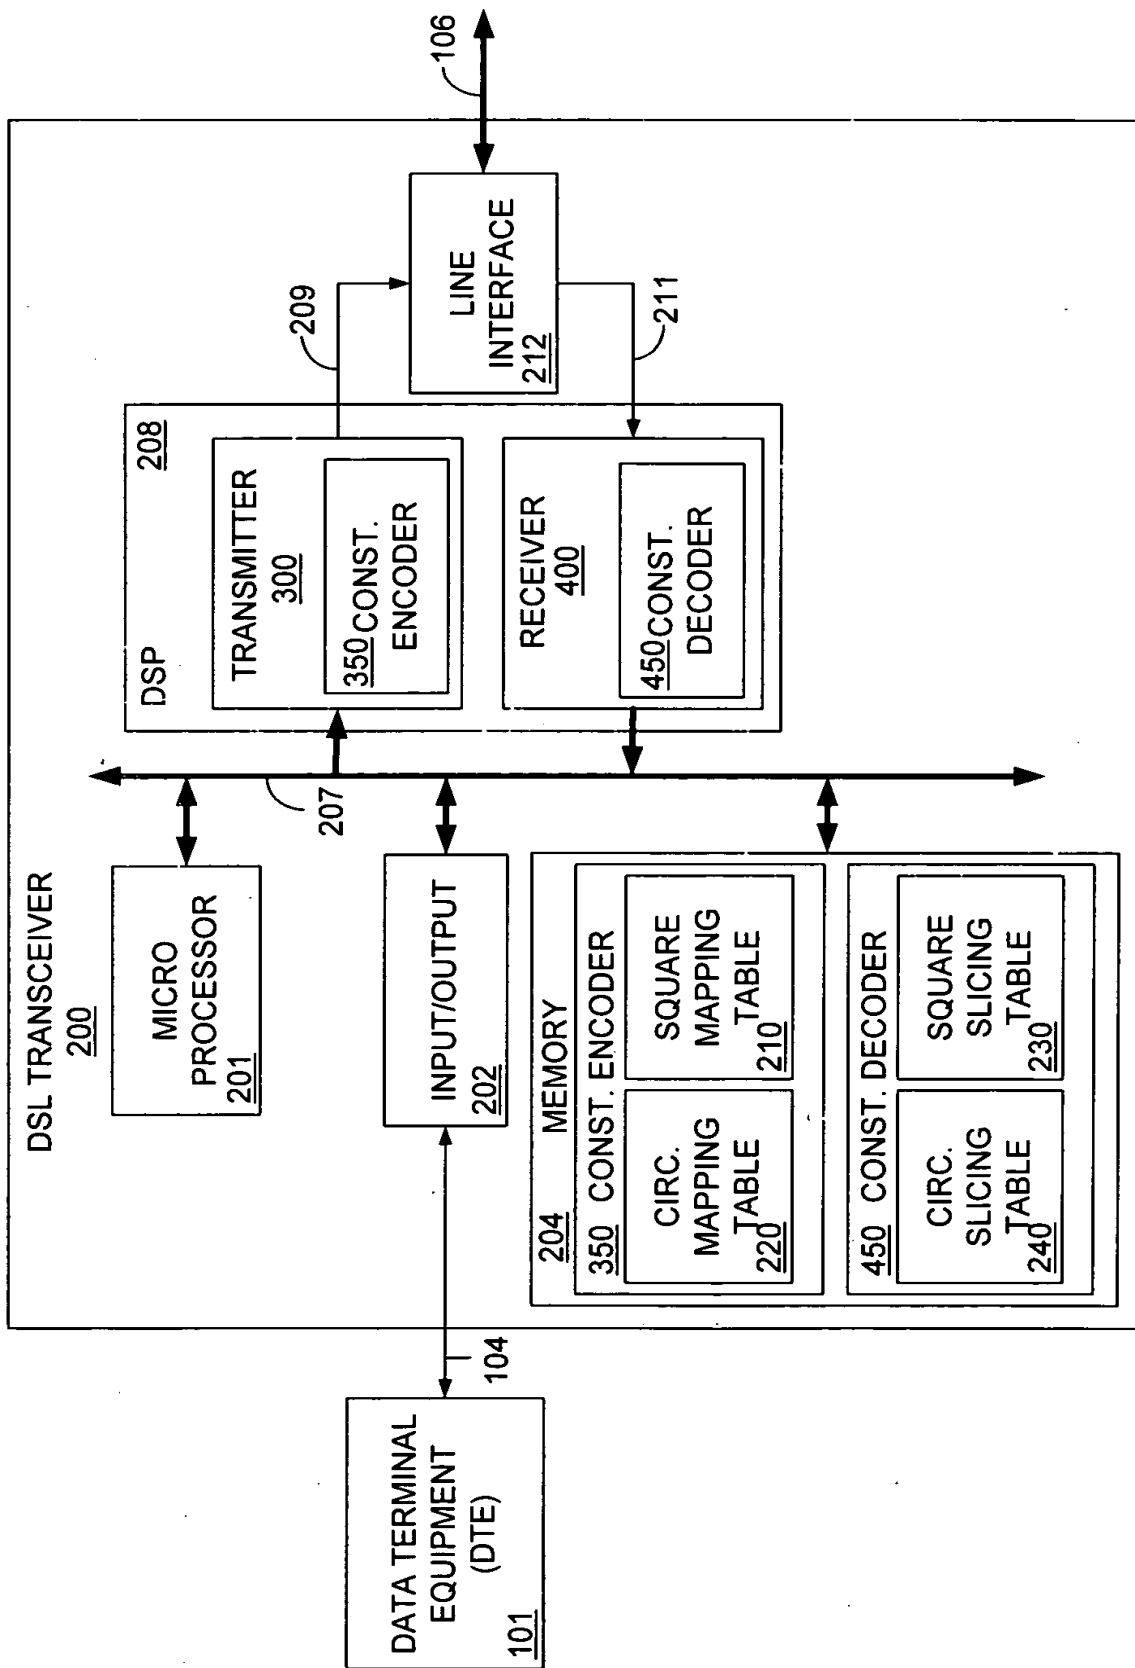 DSL TRANSCEIVER
200
MICRO
PROCESSOR
201
207
DSP
208
TRANSMITTER
300
350 CONST.
ENCODER
209
RECEIVER
400
450 CONST.
DECODER
211
LINE
INTERFACE
212
106
DATA TERMINAL
EQUIPMENT
(DTE)
101
104
INPUT/OUTPUT
202
204 MEMORY
350 CONST. ENCODER
CIRC.
MAPPING
TABLE
220
SQUARE
MAPPING
TABLE
210
450 CONST. DECODER
CIRC.
SLICING
TABLE
240
SQUARE
SLICING
TABLE
230